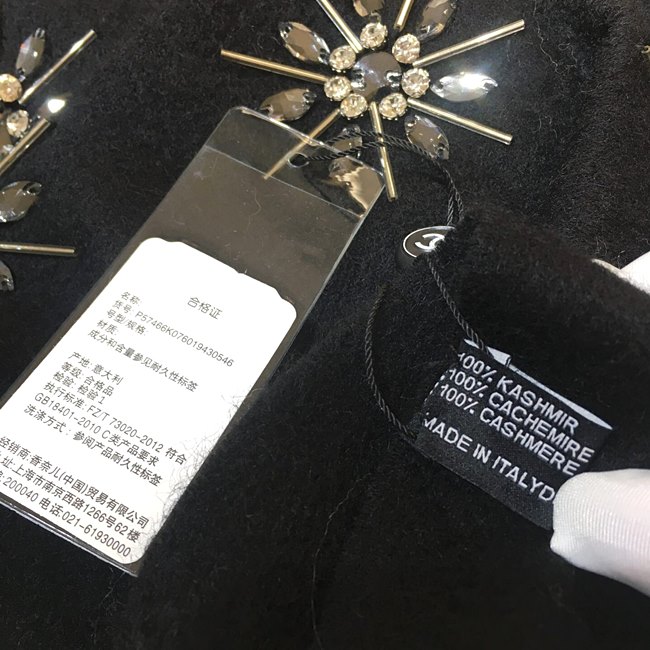 合格证
名称:
货号: P57466K076019430546
号型/规格:
材质:
成分和含量参见耐久性标签
产地: 意大利
等级: 合格品
检验: 检验1
执行标准: FZ/T 73020-2012 符合
GB18401-2010 C类产品要求
洗涤方式: 参阅产品耐久性标签
经销商: 香奈儿(中国)贸易有限公司
址: 上海市南京西路1266号62楼
200040 电话: 021-61930000
100% KASHMIR
100% CACHEMIRE
100% CASHMERE
MADE IN ITALY